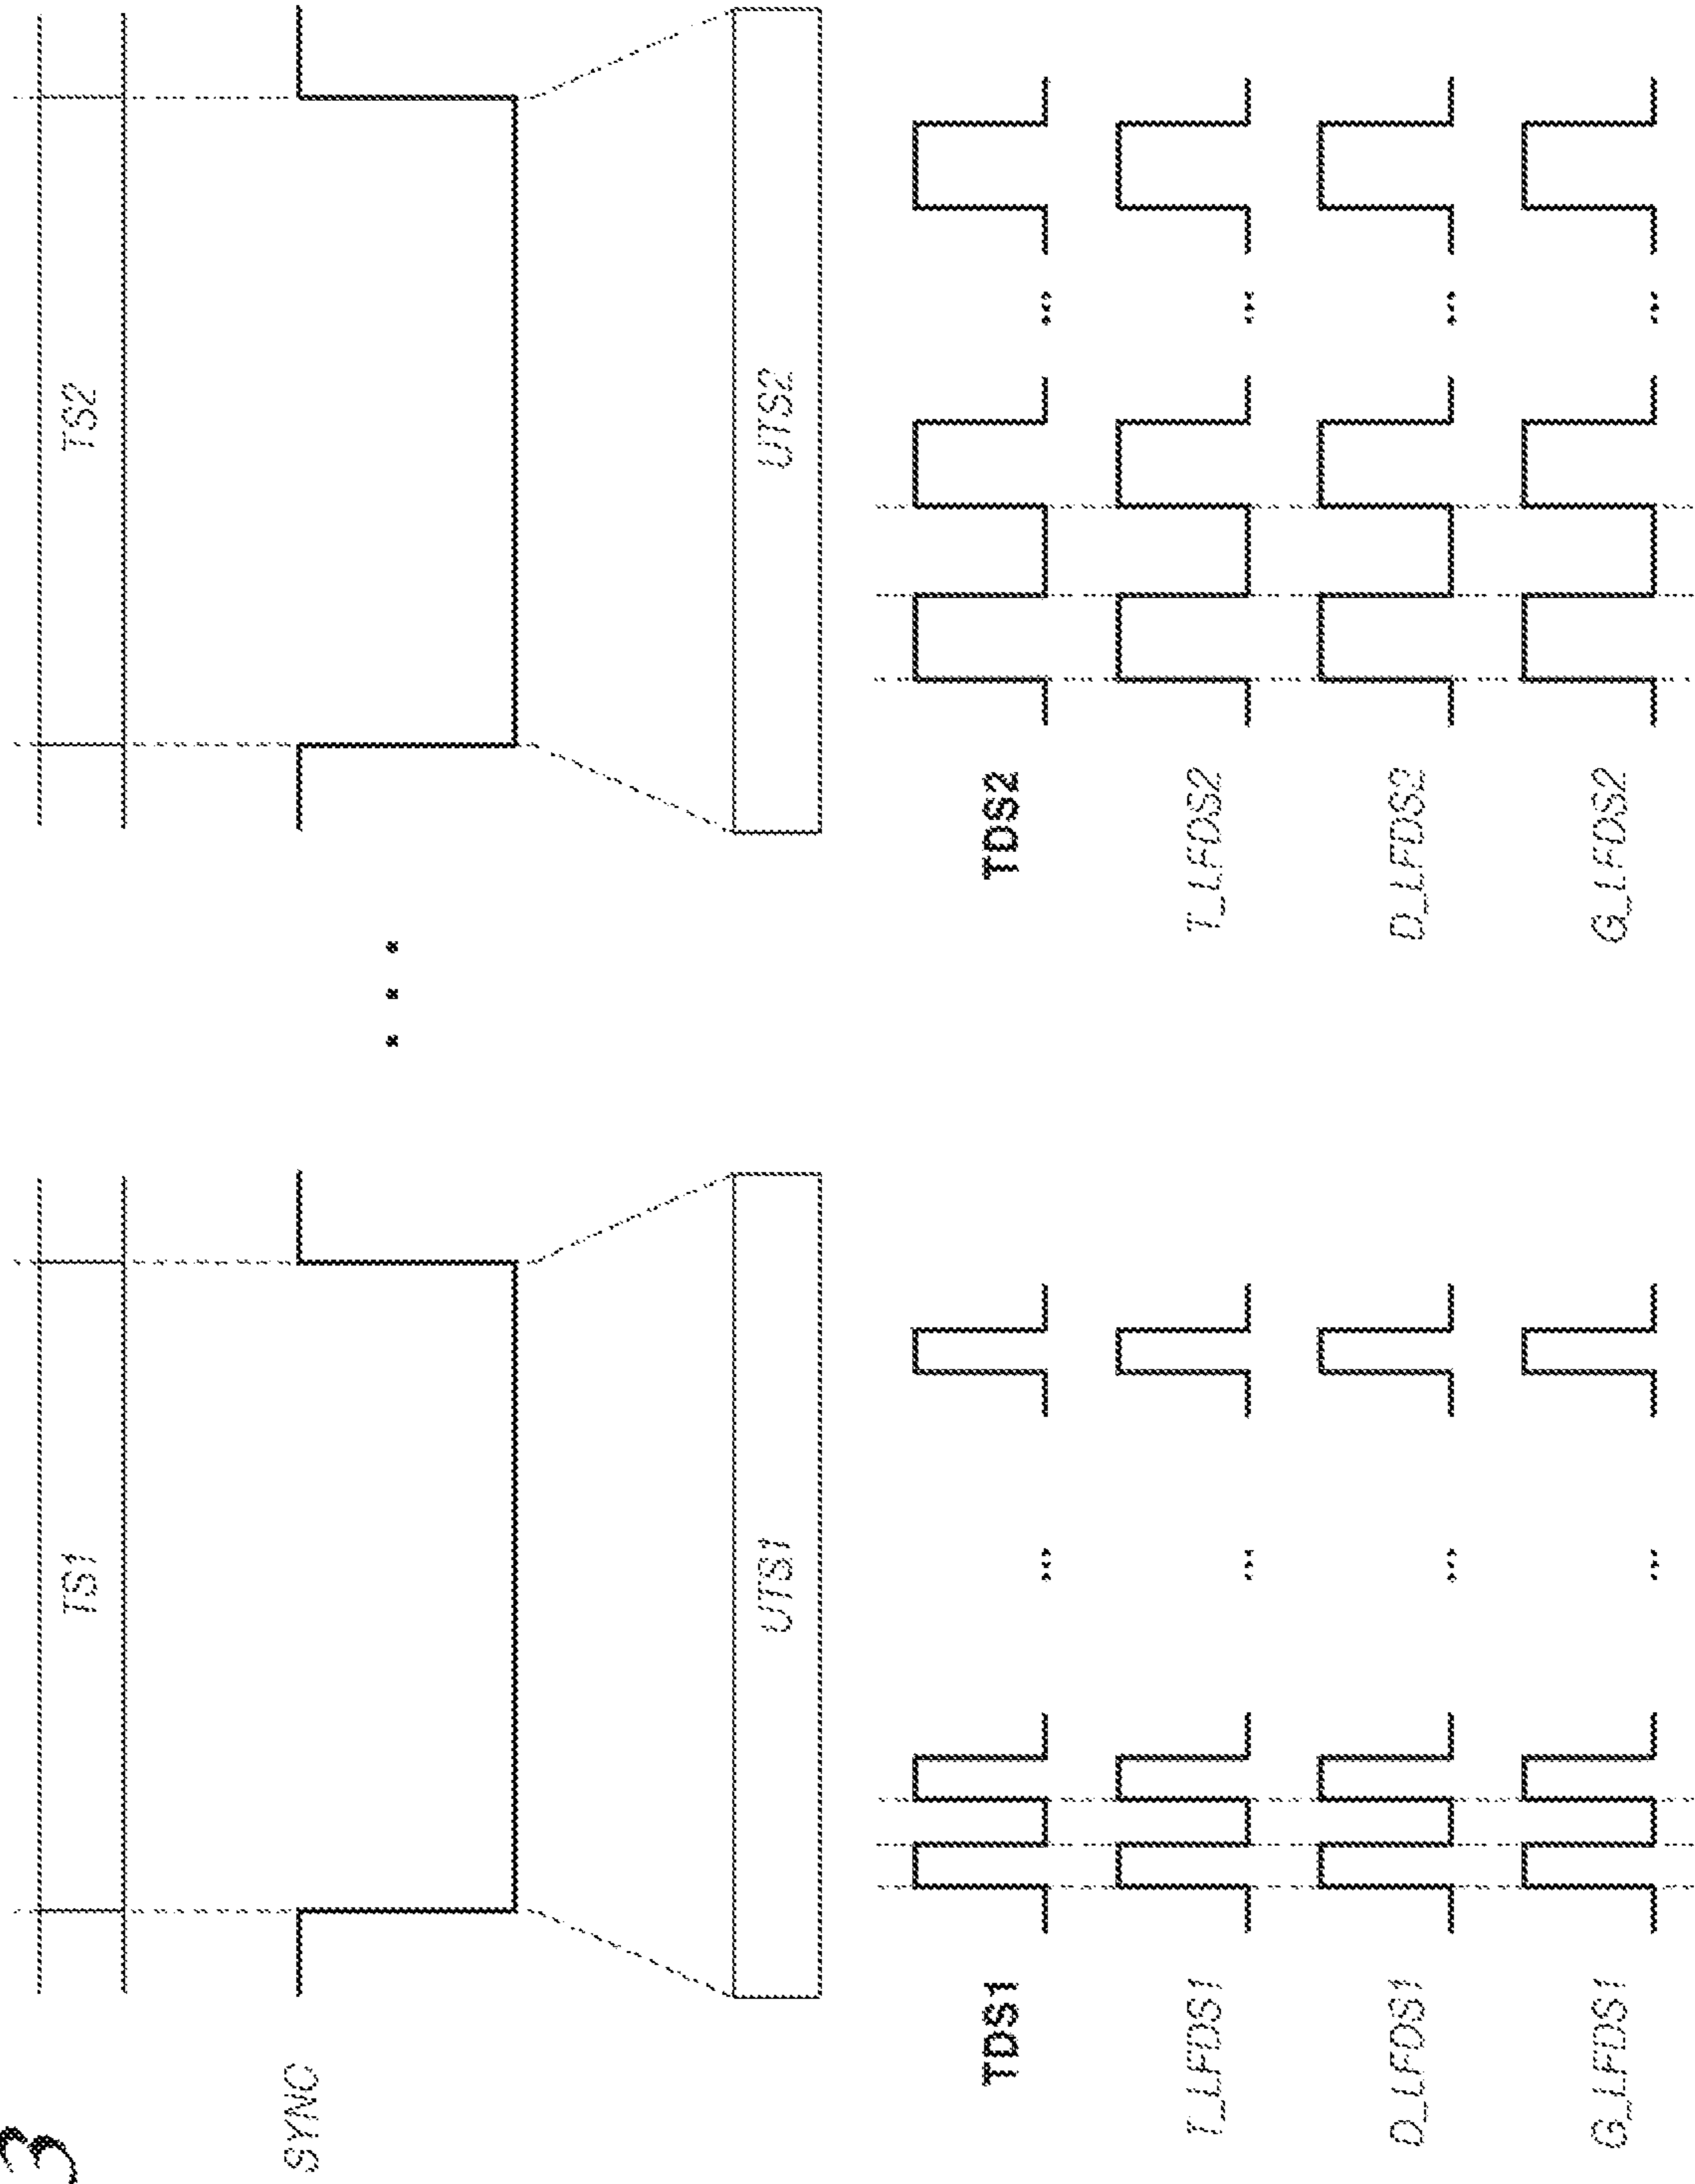 3
TS1 TS2
SYNC
UTS1 UTS2
TDS1 TDS2
T_LFDS1 T_LFDS2
D_LFDS1 D_LFDS2
G_LFDS1 G_LFDS2